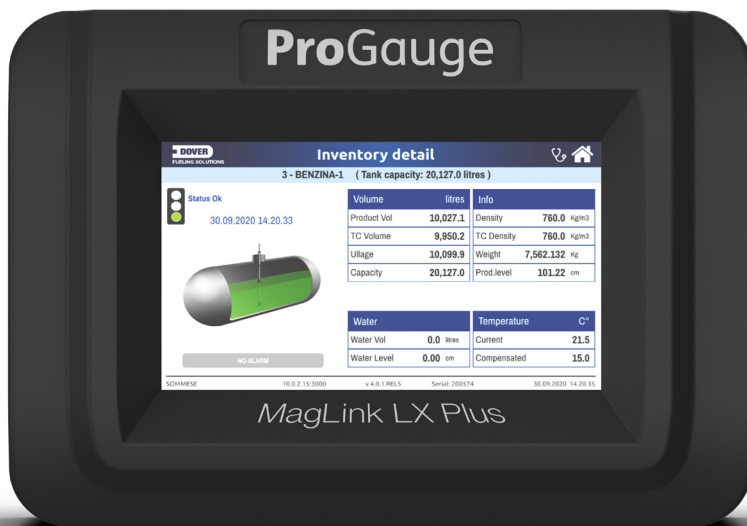 ProGauge
DOVER
FUELING SOLUTIONS
Inventory detail
3 - BENZINA-1 ( Tank capacity: 20,127.0 litres )
Status Ok
30.09.2020 14.20.33
NO ALARM
Volume litres
Product Vol 10,027.1
TC Volume 9,950.2
Ullage 10,099.9
Capacity 20,127.0
Info
Density 760.0 Kg/m3
TC Density 760.0 Kg/m3
Weight 7,562.132 Kg
Prod.level 101.22 cm
Water
Water Vol 0.0 litres
Water Level 0.00 cm
Temperature C°
Current 21.5
Compensated 15.0
SOMMESE 10.0.2.15:3000 v.4.0.1.REL5 Serial: 200574 30.09.2020 14.20.35
MagLink LX Plus